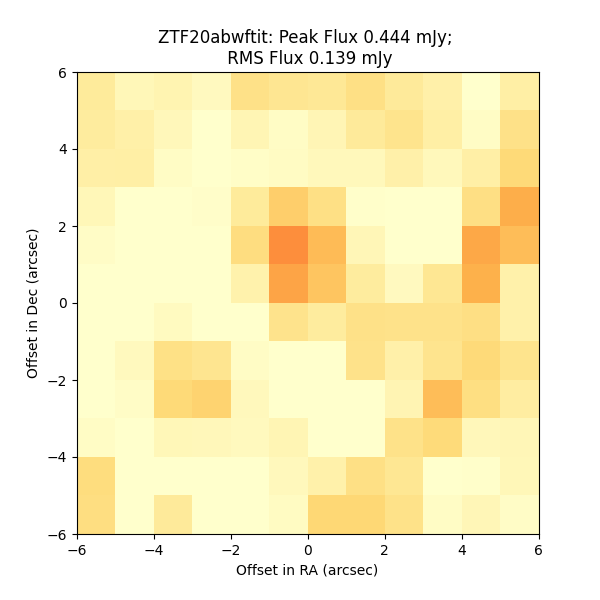 ZTF20abwftit: Peak Flux 0.444 mJy;
RMS Flux 0.139 mJy
6
4
2
0
−2
−4
−6
Offset in Dec (arcsec)
−6 −4 −2 0 2 4 6
Offset in RA (arcsec)